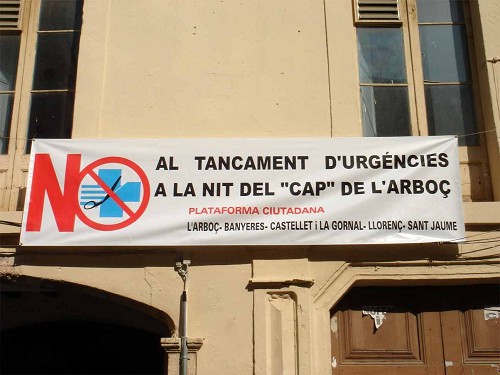 NO AL TANCAMENT D'URGÉNCIES
A LA NIT DEL "CAP" DE L'ARBOÇ
PLATAFORMA CIUTADANA
L'ARBOÇ- BANYERES- CASTELLET i LA GORNAL- LLORENÇ- SANT JAUME